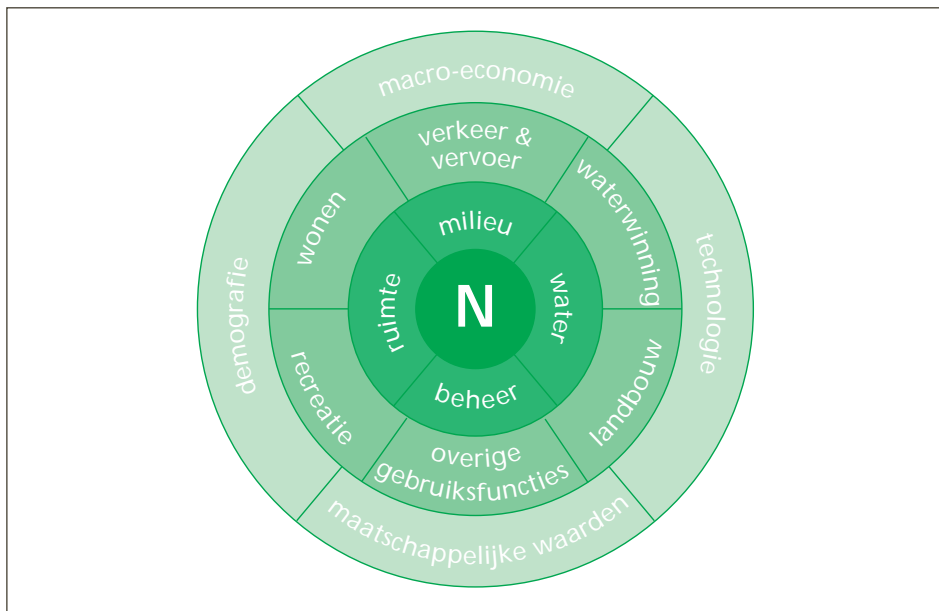 macro-economie
verkeer &
vervoer
wonen
waterwinning
milieu
demografie
ruimte
N
water
technologie
beheer
recreatie
landbouw
overige
gebruiksfuncties
maatschappelijke waarden